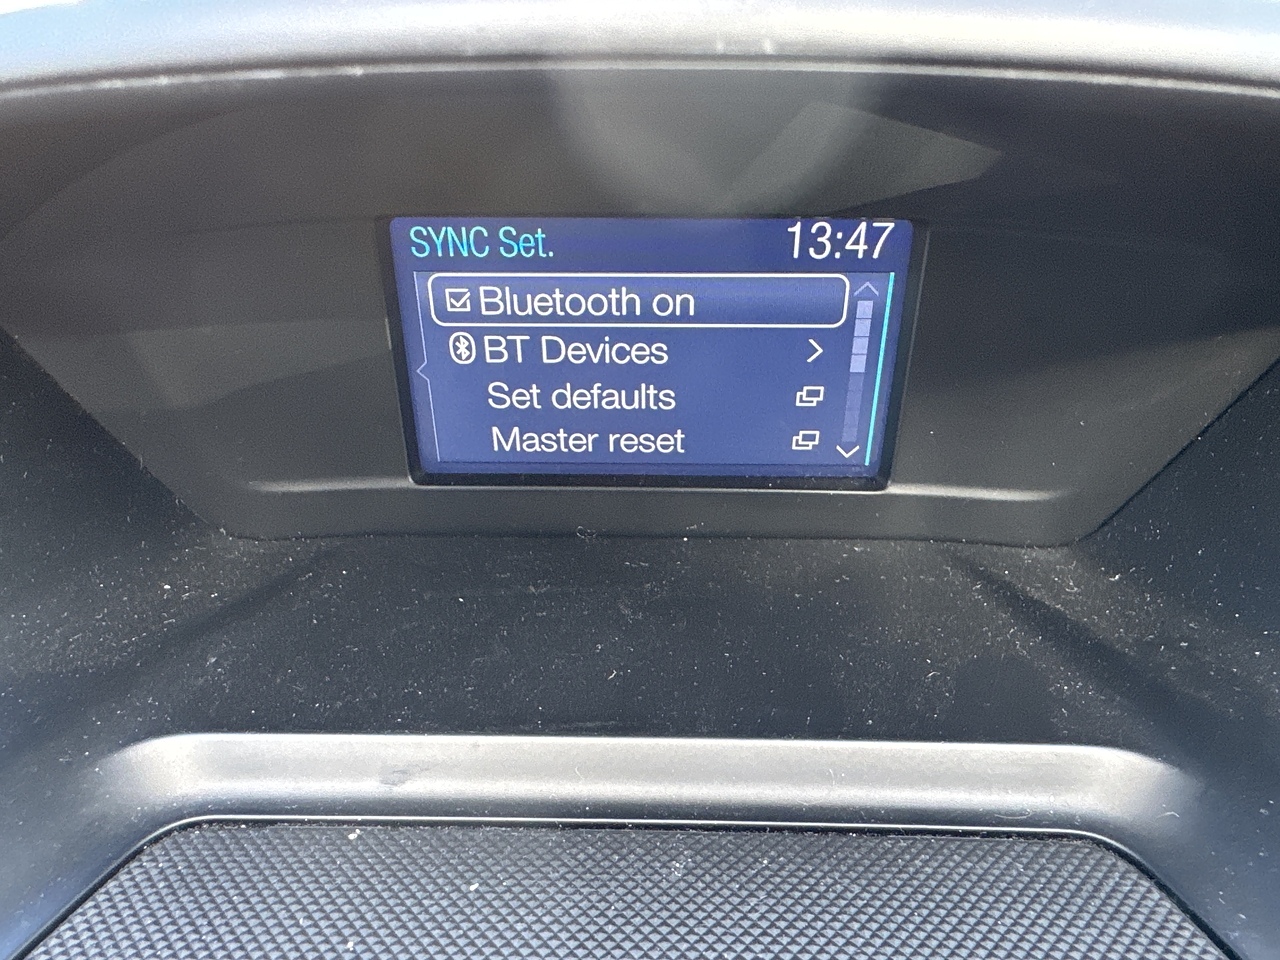 SYNC Set.
13:47
Bluetooth on
BT Devices
Set defaults
Master reset